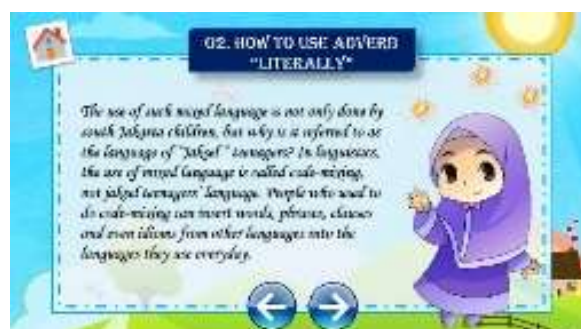 02. HOW TO USE ADVERB
"LITERALLY"
The use of such mixed language is not only done by
south Jakarta children, but why is it referred to as
the language of "Jaksel" teenagers? In linguistics,
the use of mixed language is called code-mixing,
not jaksel teenagers' language. People who used to
do code-mixing can insert words, phrases, clauses
and even idioms from other languages into the
languages they use everyday.